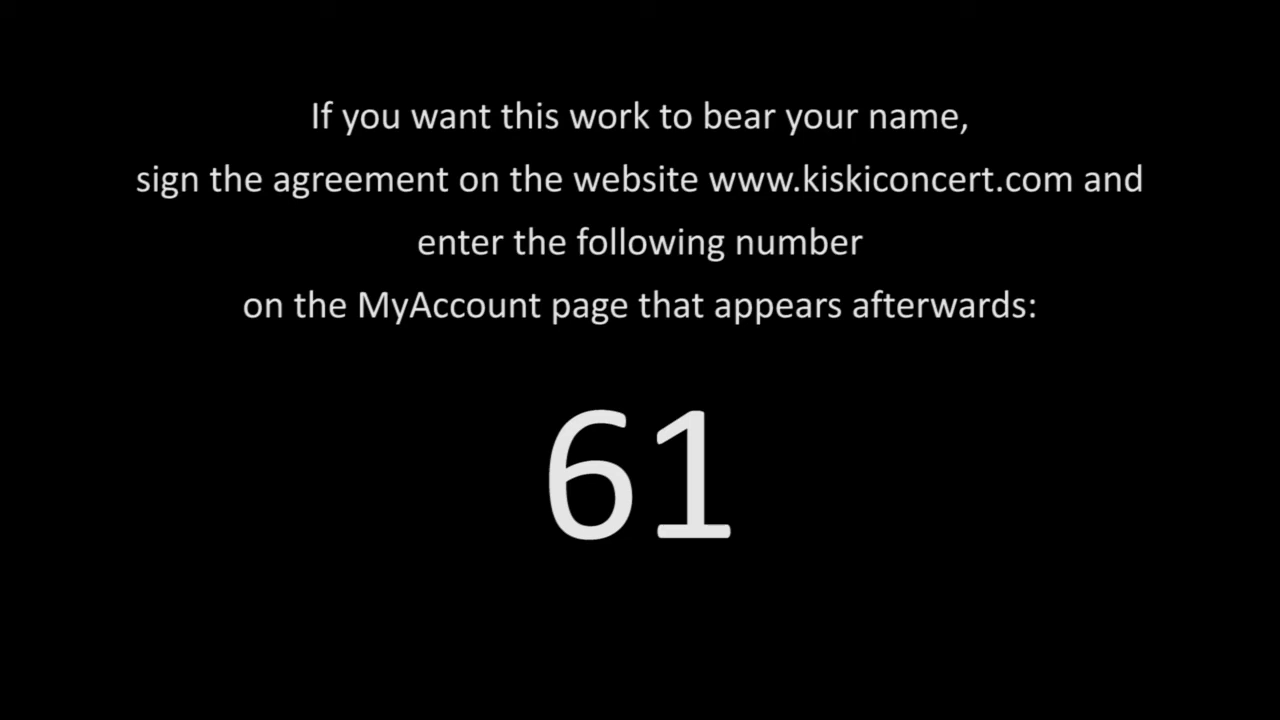 If you want this work to bear your name,
sign the agreement on the website www.kiskiconcert.com and
enter the following number
on the MyAccount page that appears afterwards:
61